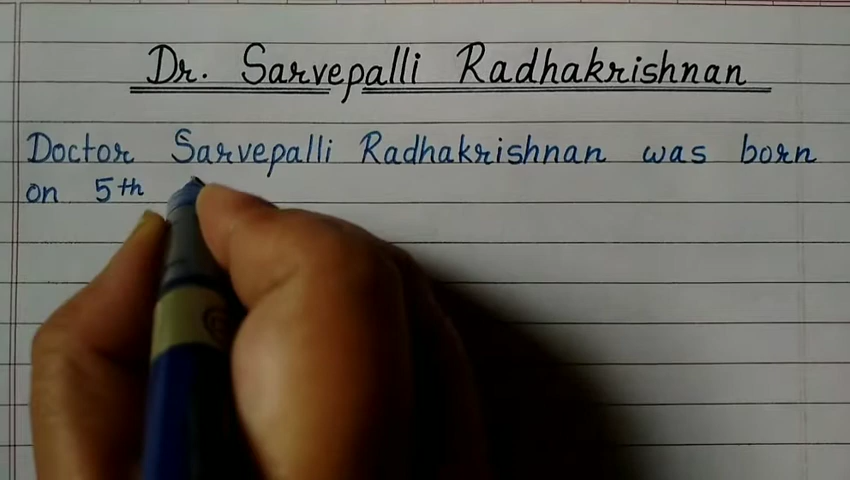 Dr. Sarvepalli Radhakrishnan
Doctor Sarvepalli Radhakrishnan was born
on 5th